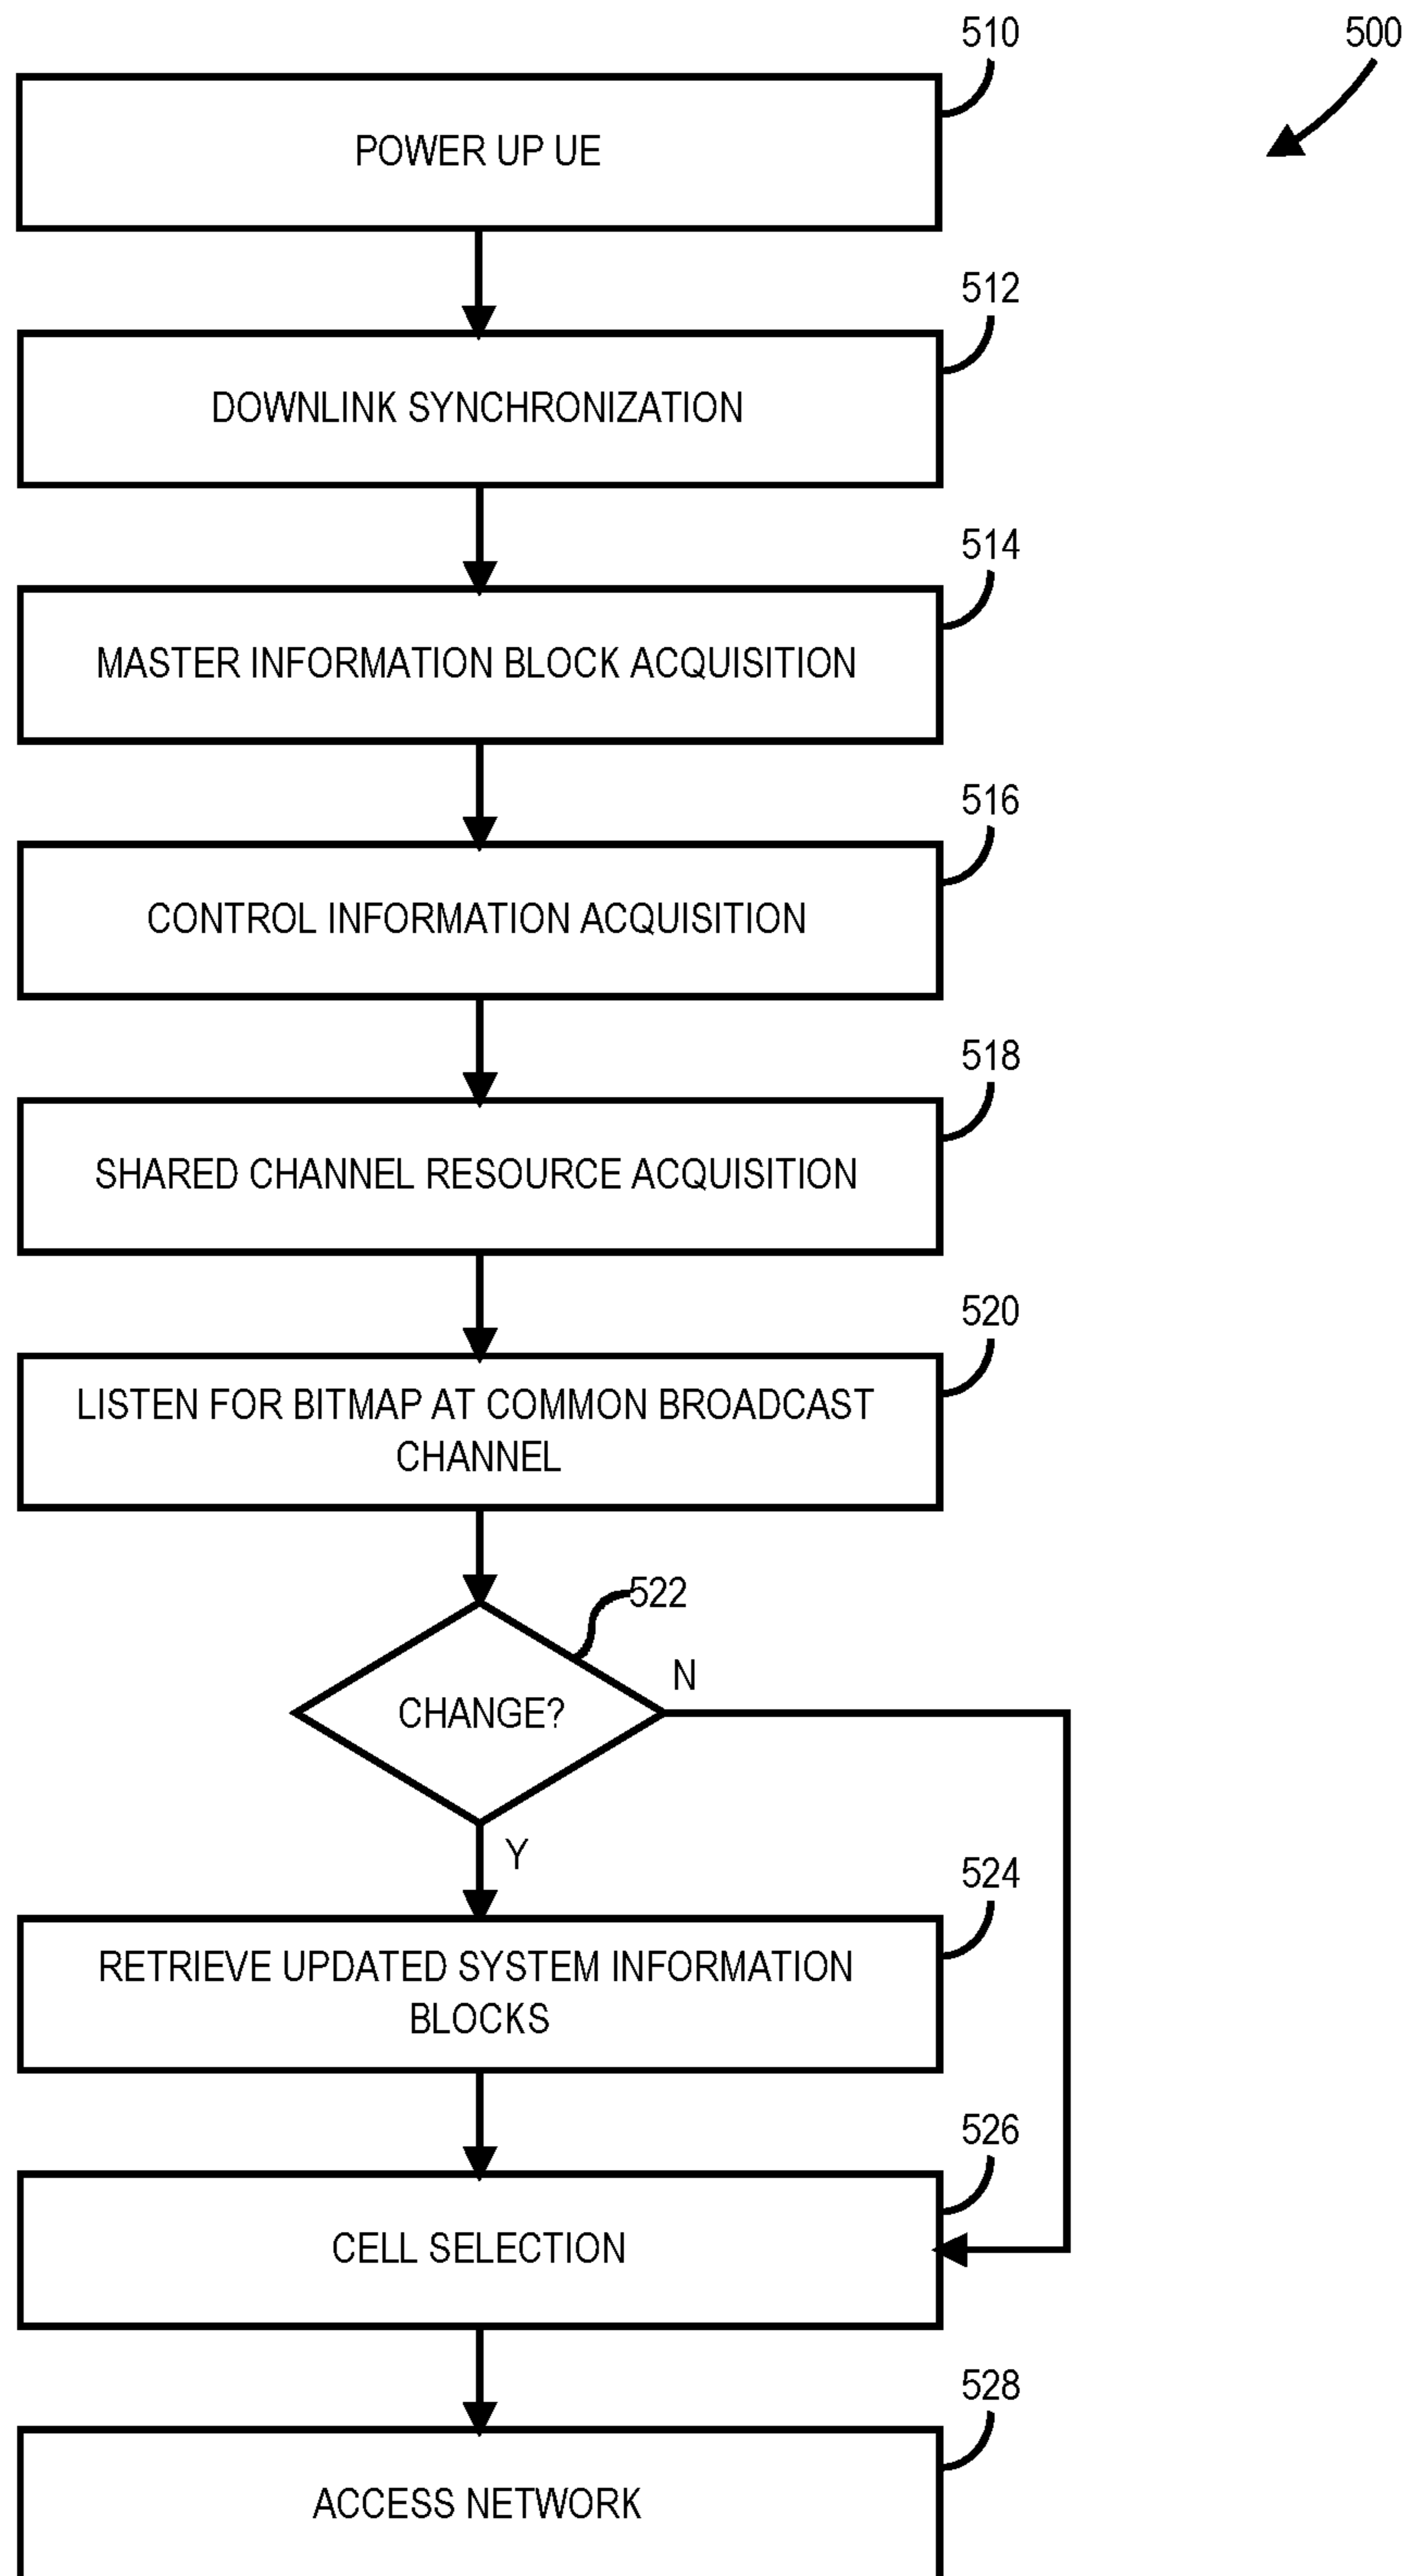 510
500
POWER UP UE
512
DOWNLINK SYNCHRONIZATION
514
MASTER INFORMATION BLOCK ACQUISITION
516
CONTROL INFORMATION ACQUISITION
518
SHARED CHANNEL RESOURCE ACQUISITION
520
LISTEN FOR BITMAP AT COMMON BROADCAST
CHANNEL
522
N
CHANGE?
Y
524
RETRIEVE UPDATED SYSTEM INFORMATION
BLOCKS
526
CELL SELECTION
528
ACCESS NETWORK